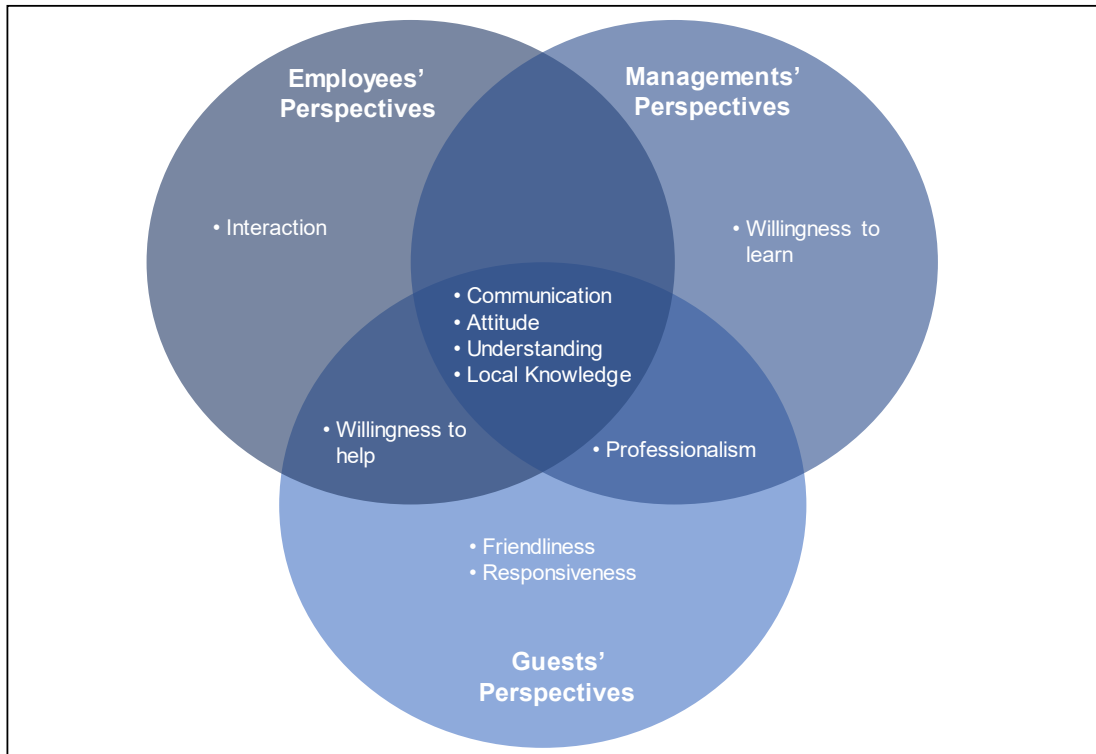 Employees’
Perspectives
Managements’
Perspectives
• Interaction
• Willingness to
learn
• Communication
• Attitude
• Understanding
• Local Knowledge
• Willingness to
help
• Professionalism
• Friendliness
• Responsiveness
Guests’
Perspectives